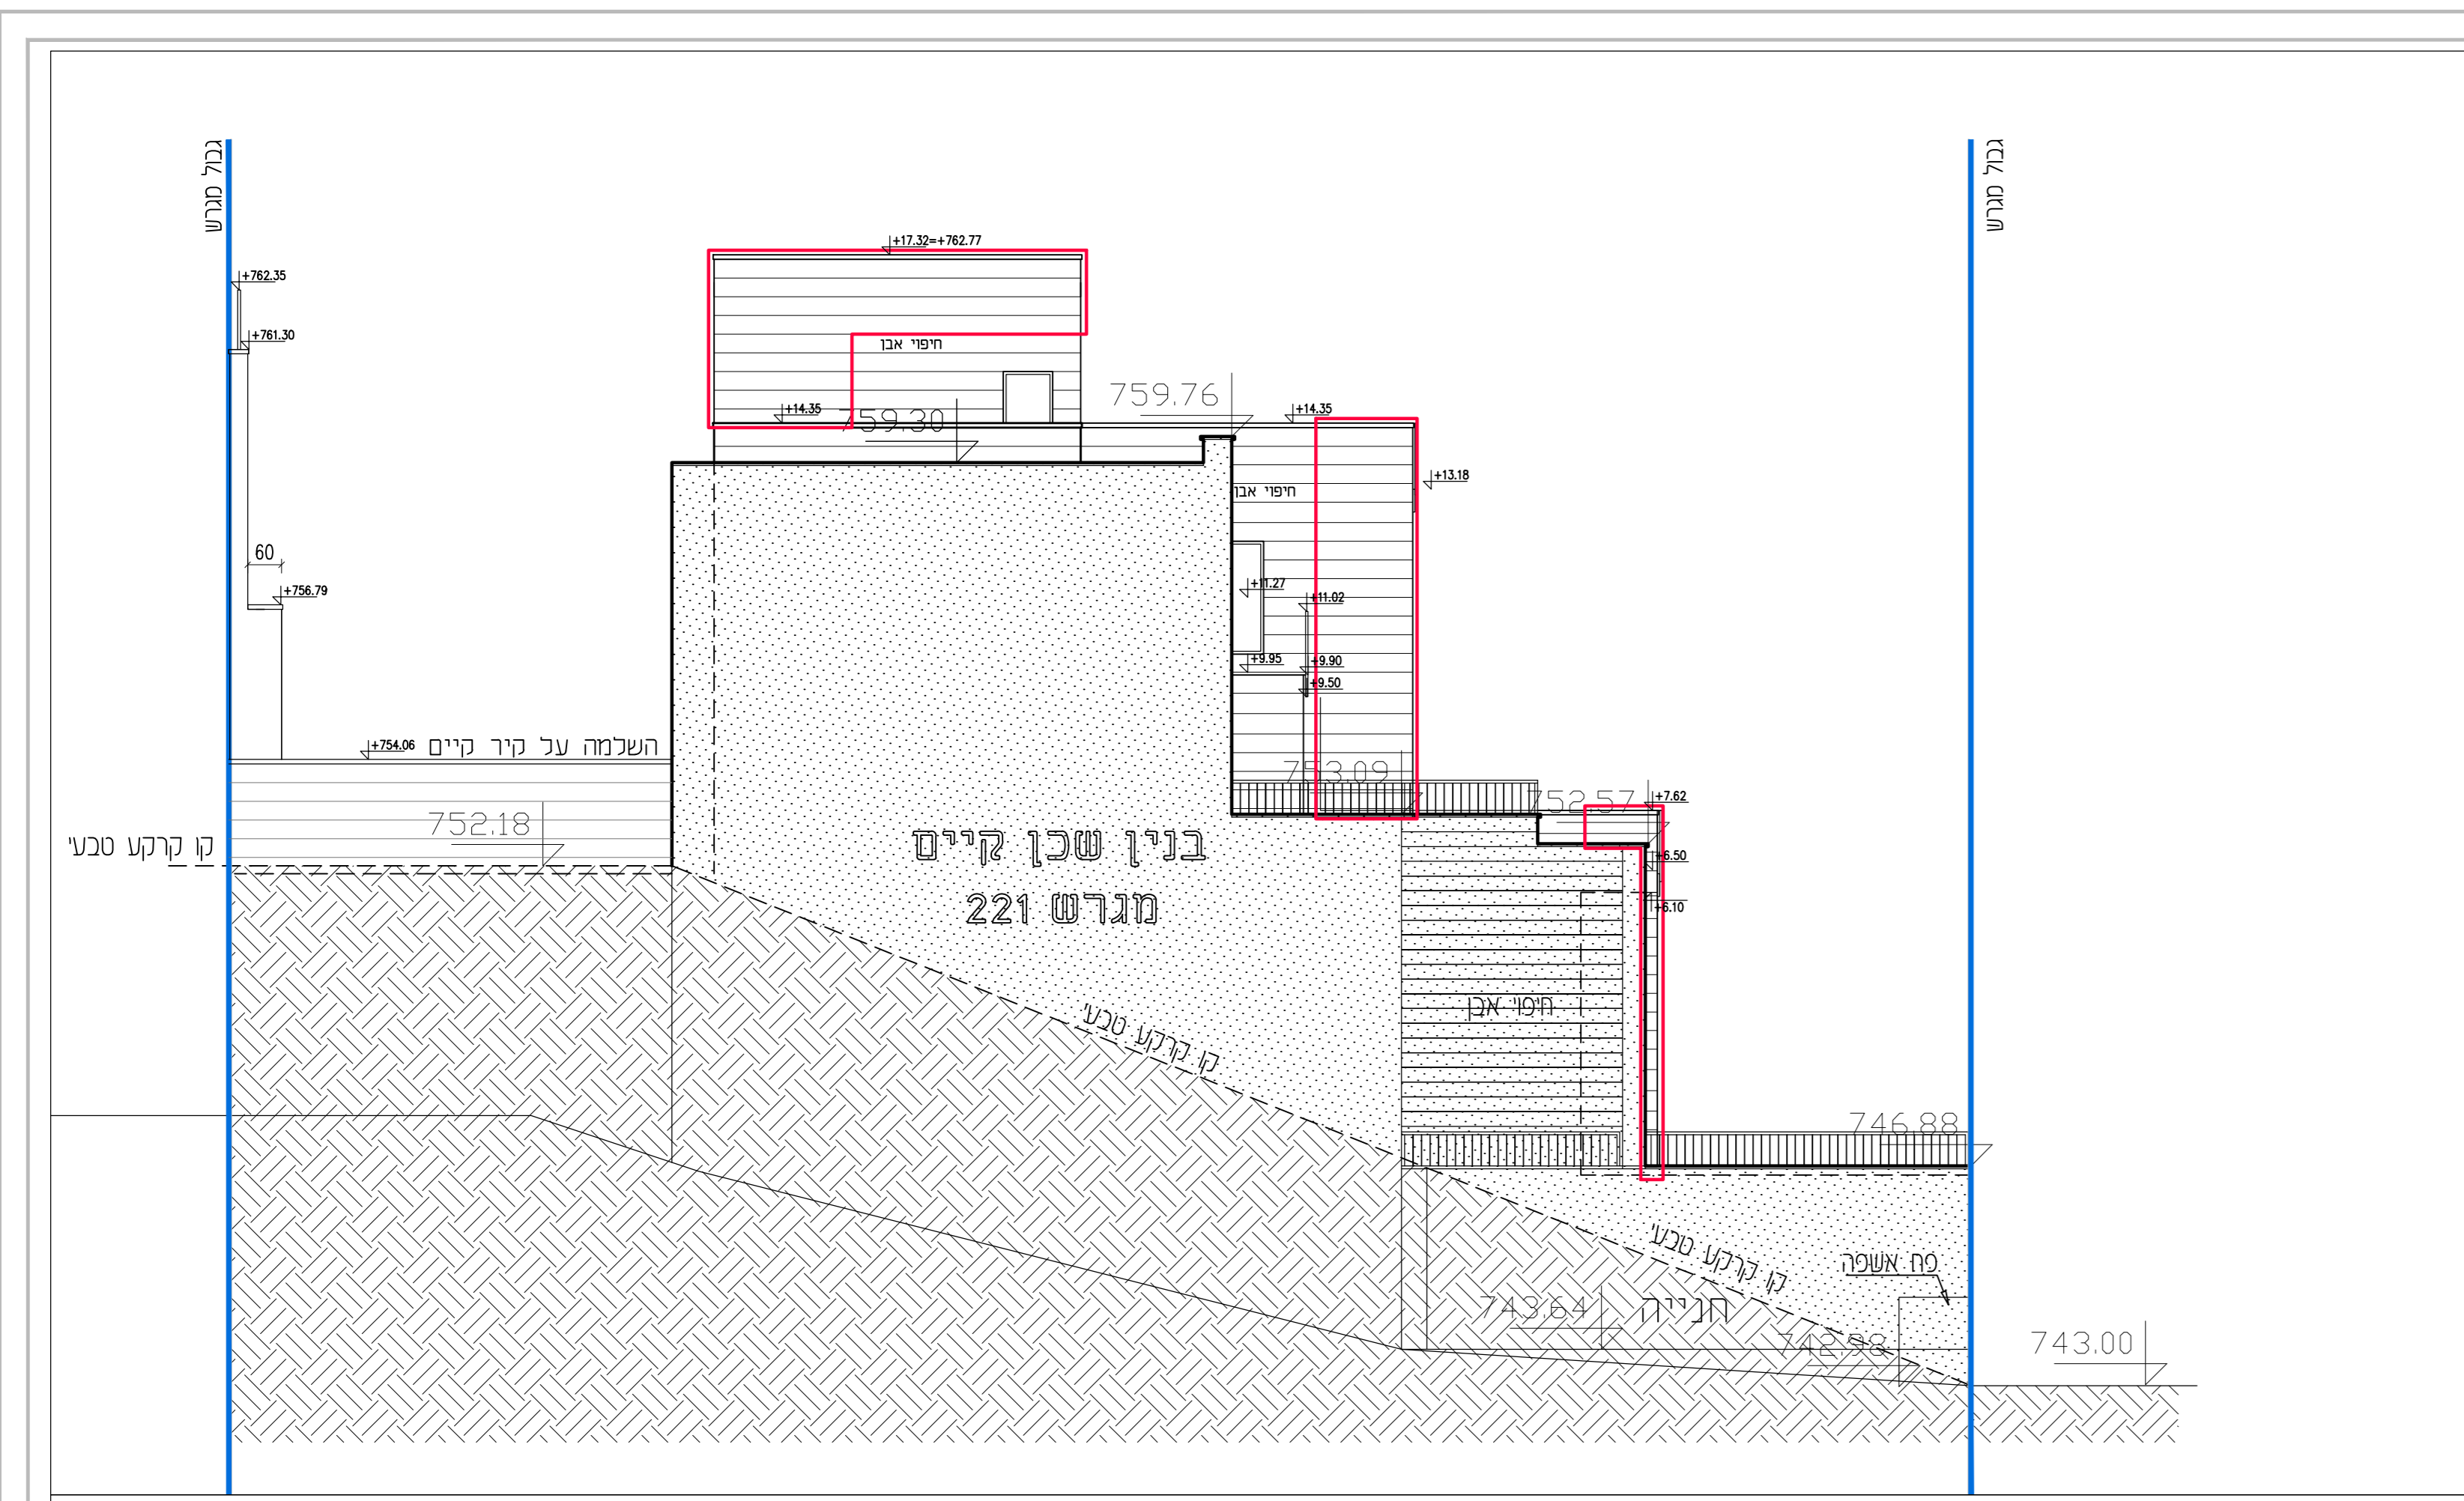 גבול מגרש
גבול מגרש
+17.32=+762.77
+762.35
+761.30
חיפוי אבן
759.76
+14.35
759.30
+14.35
+13.18
חיפוי אבן
60
+11.27
+756.79
+11.02
+9.95
+9.90
+9.50
+754.06
השלמה על קיר קיים
753.09
752.57
+7.62
752.18
קו קרקע טבעי
בנין שכן קיים
+6.50
מגרש 221
+6.10
חיפוי אבן
קו קרקע טבעי
746.88
קו קרקע טבעי
פח אשפה
743.64
חנייה
742.98
743.00